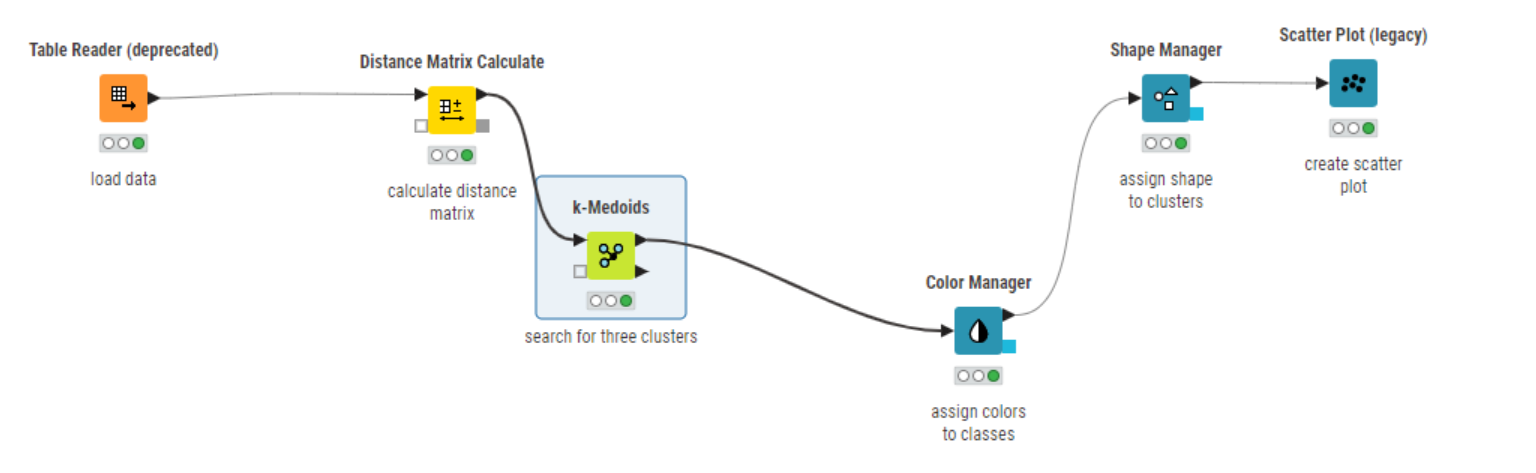 Table Reader (deprecated)
load data
Distance Matrix Calculate
calculate distance
matrix
k-Medoids
search for three clusters
Color Manager
assign colors
to classes
Shape Manager
assign shape
to clusters
Scatter Plot (legacy)
create scatter
plot